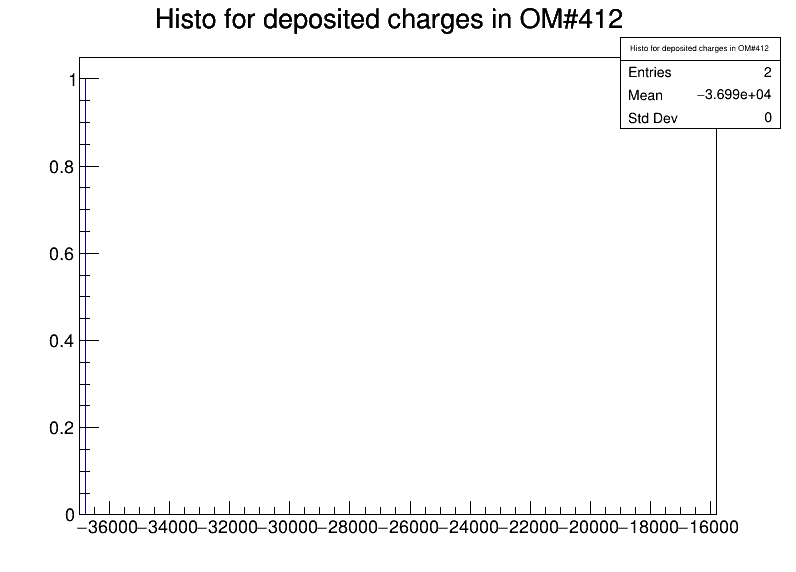 Histo for deposited charges in OM#412
Histo for deposited charges in OM#412
Entries 2
Mean −3.699e+04
Std Dev 0
1
0.8
0.6
0.4
0.2
0
−36000 −34000 −32000 −30000 −28000 −26000 −24000 −22000 −20000 −18000 −16000